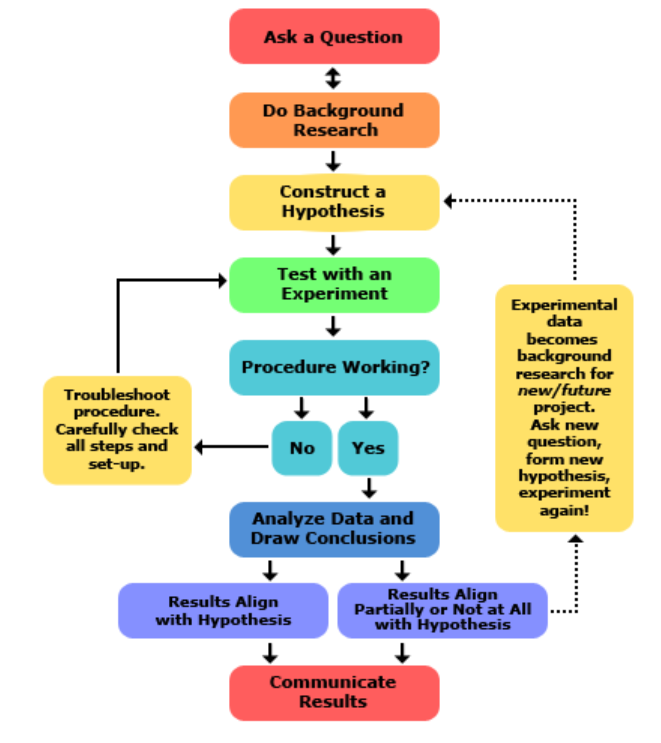 Ask a Question
Do Background
Research
Construct a
Hypothesis
Test with an
Experiment
Procedure Working?
No
Yes
Troubleshoot
procedure.
Carefully check
all steps and
set-up.
Analyze Data and
Draw Conclusions
Results Align
with Hypothesis
Results Align
Partially or Not at All
with Hypothesis
Experimental
data
becomes
background
research for
new/future
project.
Ask new
question,
form new
hypothesis,
experiment
again!
Communicate
Results